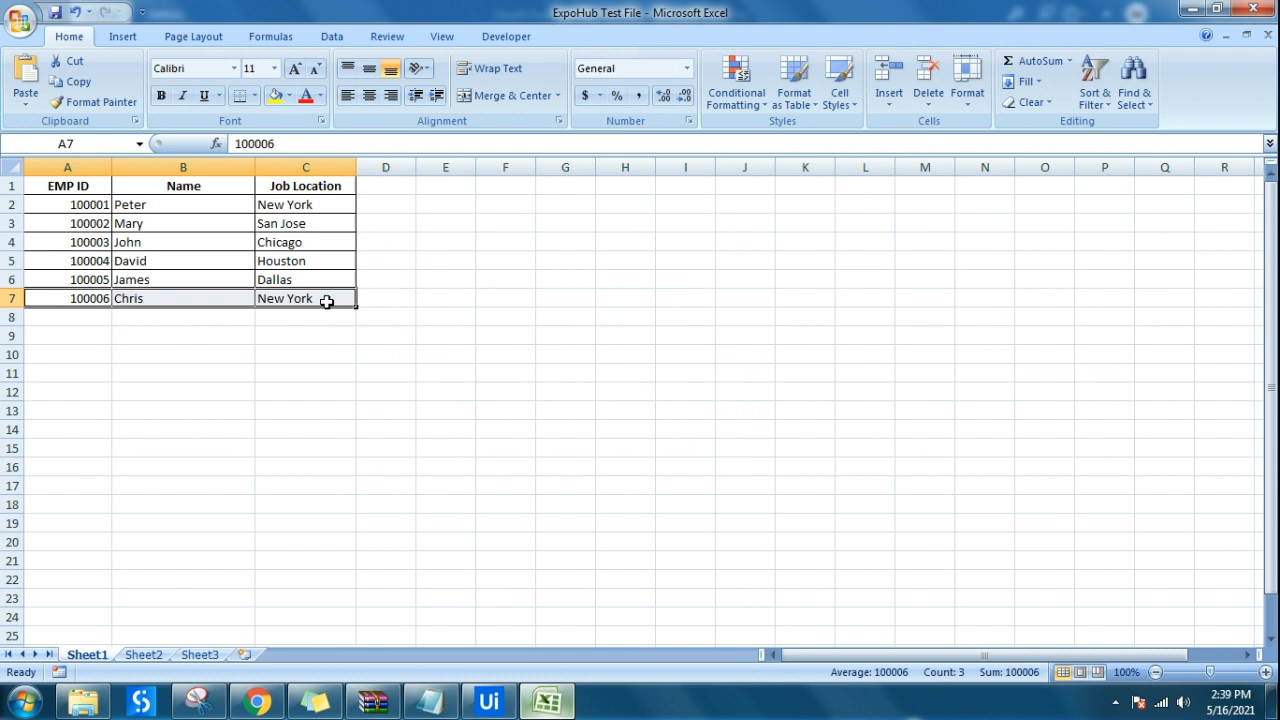 ExpoHub Test File - Microsoft Excel
Home Insert Page Layout Formulas Data Review View Developer
Paste Cut Calibri 11 A A Wrap Text General Conditional Formatting Format as Table Cell Styles Insert Delete Format Σ AutoSum Sort & Filter Find & Select
Copy Fill
Format Painter B I U A Merge & Center $ % , .0 .00 .00 .0 Clear
Clipboard Font Alignment Number Styles Cells Editing
A7 fx 100006
A B C D E F G H I J K L M N O P Q R
1 EMP ID Name Job Location
2 100001 Peter New York
3 100002 Mary San Jose
4 100003 John Chicago
5 100004 David Houston
6 100005 James Dallas
7 100006 Chris New York
8
9
10
11
12
13
14
15
16
17
18
19
20
21
22
23
24
25
Sheet1 Sheet2 Sheet3
Ready Average: 100006 Count: 3 Sum: 100006 100%
S Ui 2:39 PM
5/16/2021